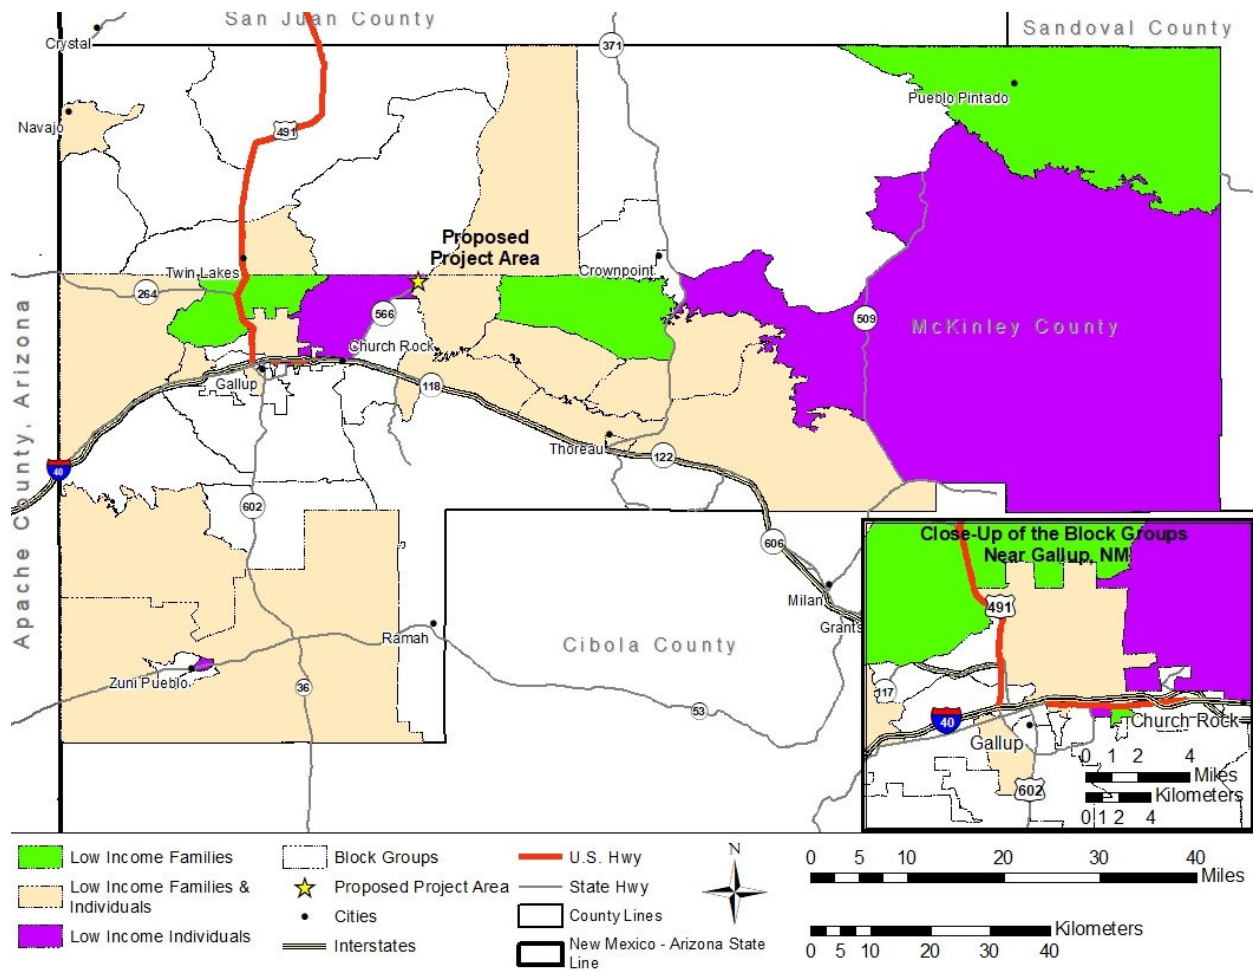 San Juan County
Sandoval County
Crystal
371
Pueblo Pintado
Navajo
491
Proposed
Project Area
Twin Lakes
Crownpoint
264
566
509
McKinley County
Church Rock
Gallup
118
Apache County, Arizona
Thoreau
122
40
602
606
Milan
Grants
Ramah
Cibola County
Zuni Pueblo
36
53
Close-Up of the Block Groups
Near Gallup, NM
491
117
40
Church Rock
Gallup
0 1 2 4
Miles
602
Kilometers
0 1 2 4
Low Income Families
Low Income Families &
Individuals
Low Income Individuals
Block Groups
Proposed Project Area
Cities
Interstates
U.S. Hwy
State Hwy
County Lines
New Mexico - Arizona State
Line
N
0 5 10 20 30 40
Miles
Kilometers
0 5 10 20 30 40